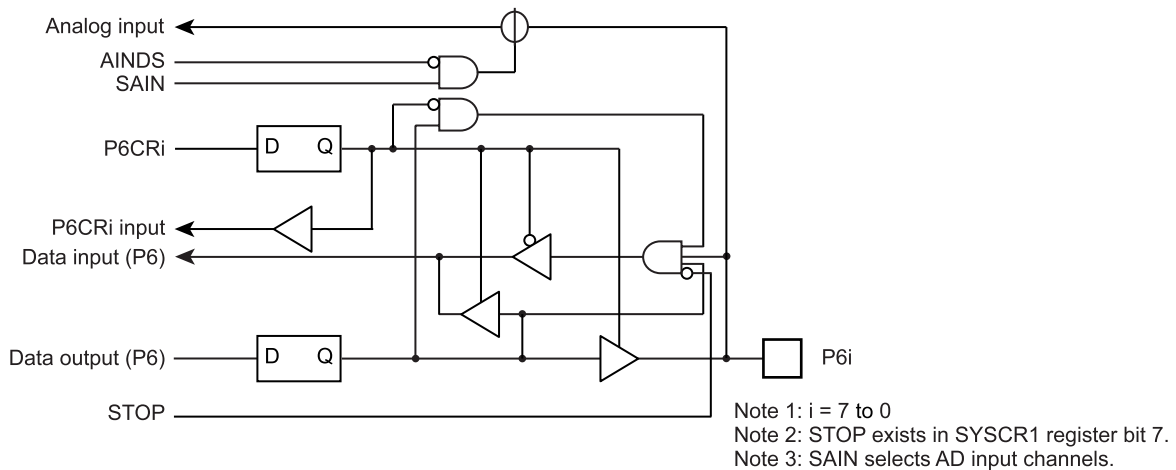 Analog input
AINDS
SAIN
P6CRi
D Q
P6CRi input
Data input (P6)
Data output (P6)
D Q
P6i
STOP
Note 1: i = 7 to 0
Note 2: STOP exists in SYSCR1 register bit 7.
Note 3: SAIN selects AD input channels.